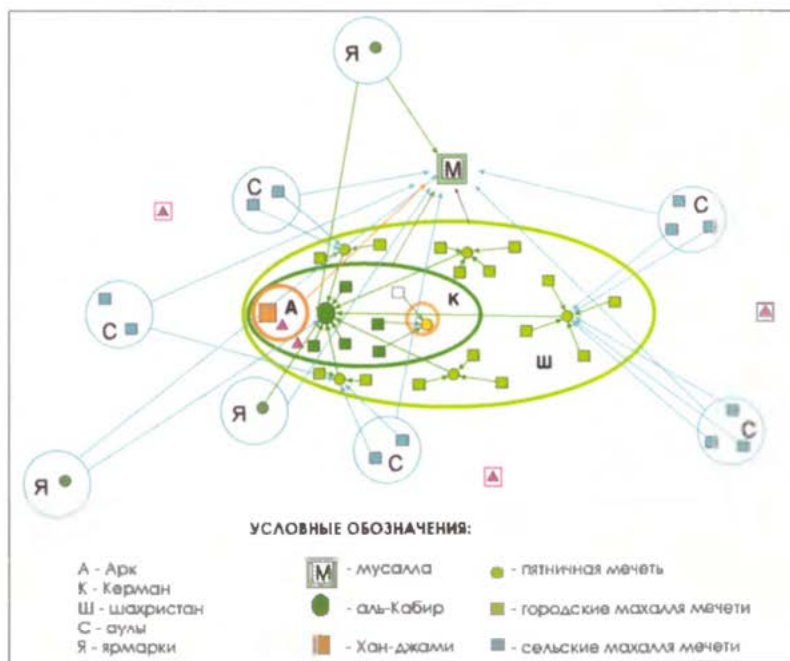 Я
М
С
С
С
А
К
Ш
Я
С
С
Я
УСЛОВНЫЕ ОБОЗНАЧЕНИЯ:
А - Арк
К - Керман
Ш - шахристан
С - аулы
Я - ярмарки
М - мусалла
- аль-Кабир
- Хан-джами
- пятничная мечеть
- городские махалля мечети
- сельские махалля мечети